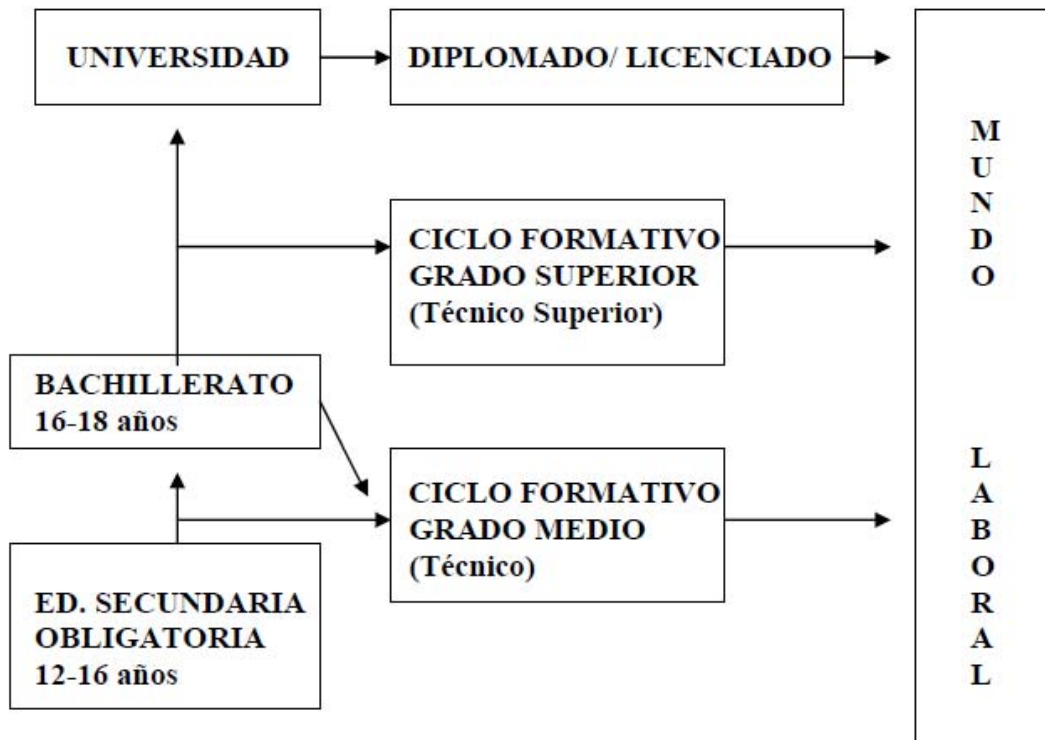 UNIVERSIDAD
DIPLOMADO/ LICENCIADO
CICLO FORMATIVO
GRADO SUPERIOR
(Técnico Superior)
BACHILLERATO
16-18 años
CICLO FORMATIVO
GRADO MEDIO
(Técnico)
ED. SECUNDARIA
OBLIGATORIA
12-16 años
M
U
N
D
O
L
A
B
O
R
A
L